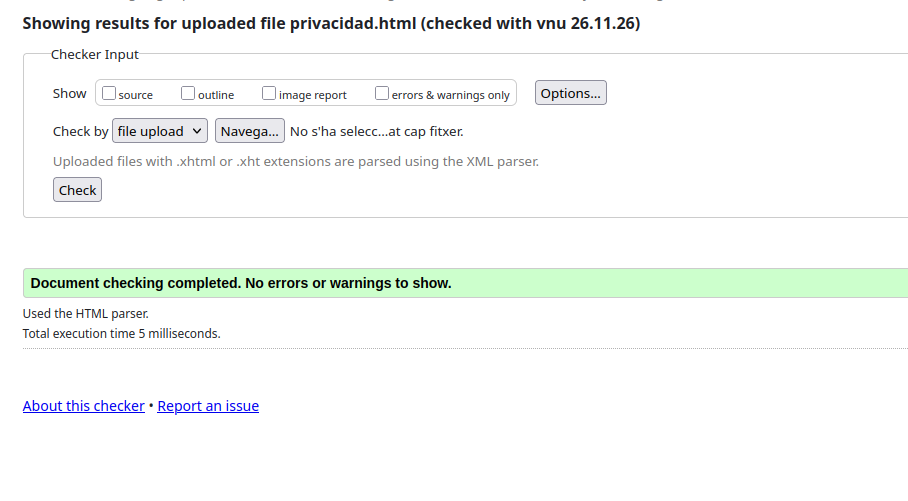 Showing results for uploaded file privacidad.html (checked with vnu 26.11.26)
Checker Input
Show source outline image report errors & warnings only Options...
Check by file upload Navega... No s'ha selecc...at cap fitxer.
Uploaded files with .xhtml or .xht extensions are parsed using the XML parser.
Check
Document checking completed. No errors or warnings to show.
Used the HTML parser.
Total execution time 5 milliseconds.
About this checker • Report an issue